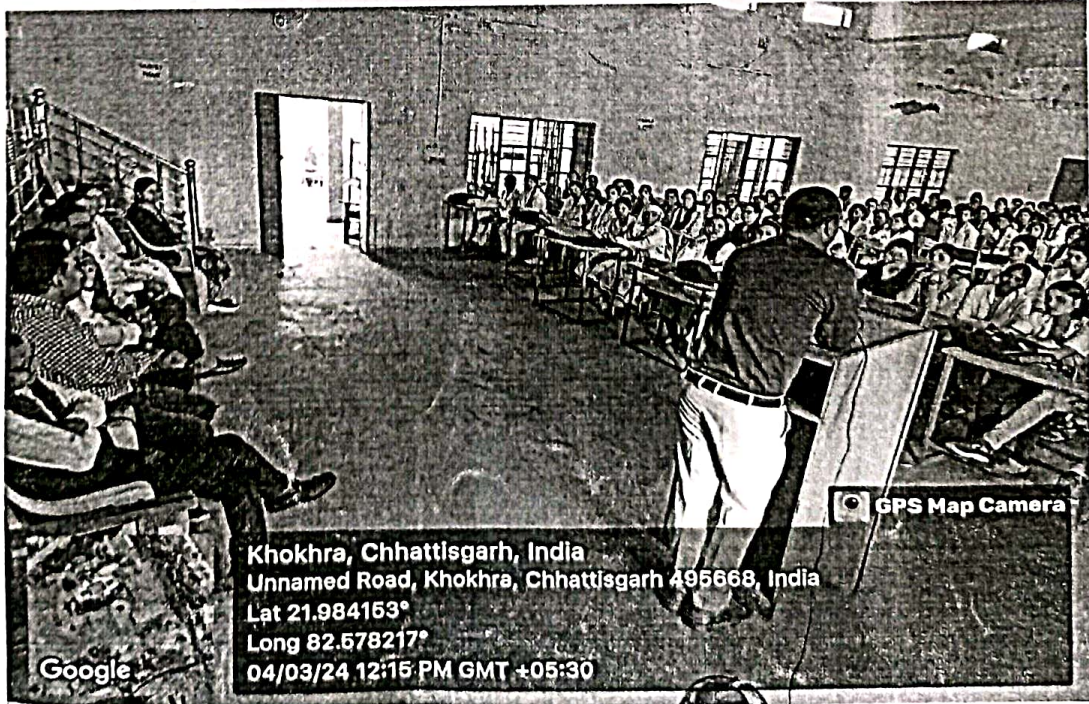 GPS Map Camera
Khokhra, Chhattisgarh, India
Unnamed Road, Khokhra, Chhattisgarh 495668, India
Lat 21.984153°
Long 82.578217°
04/03/24 12:15 PM GMT +05:30
Google